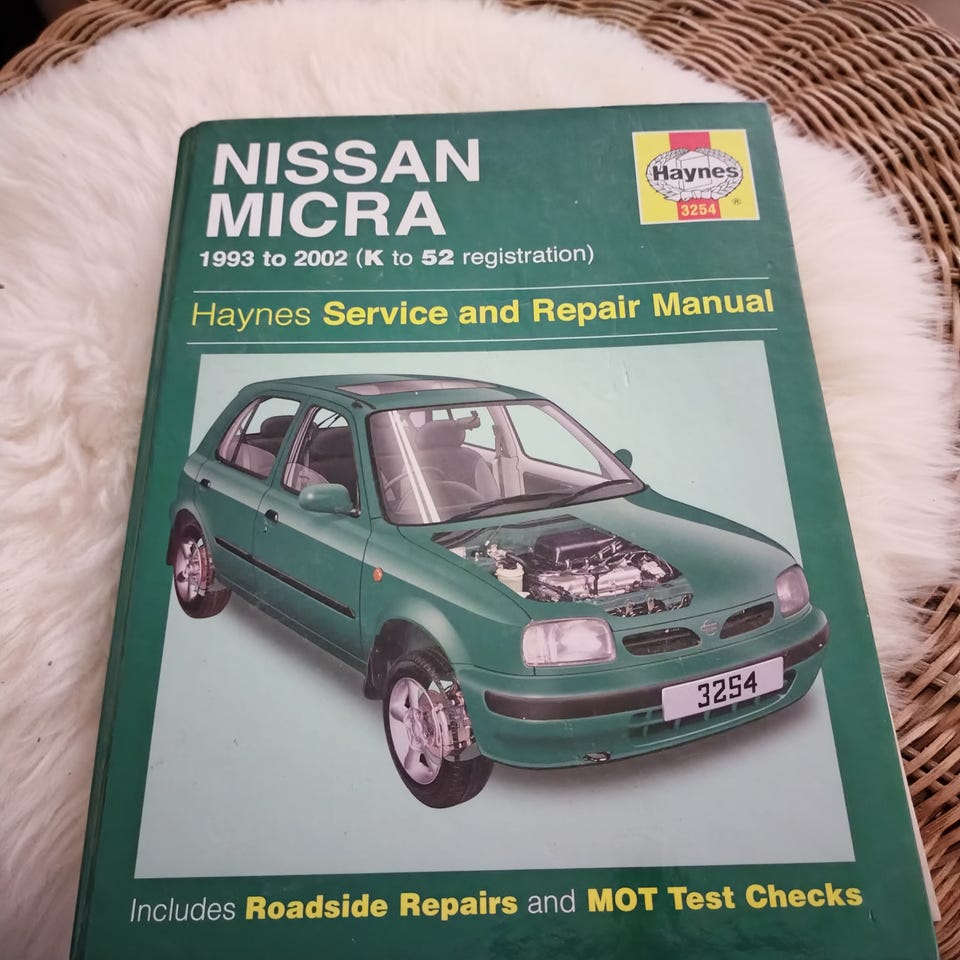 NISSAN
MICRA
1993 to 2002 (K to 52 registration)
Haynes
®
3254
Haynes Service and Repair Manual
3254
Includes Roadside Repairs and MOT Test Checks